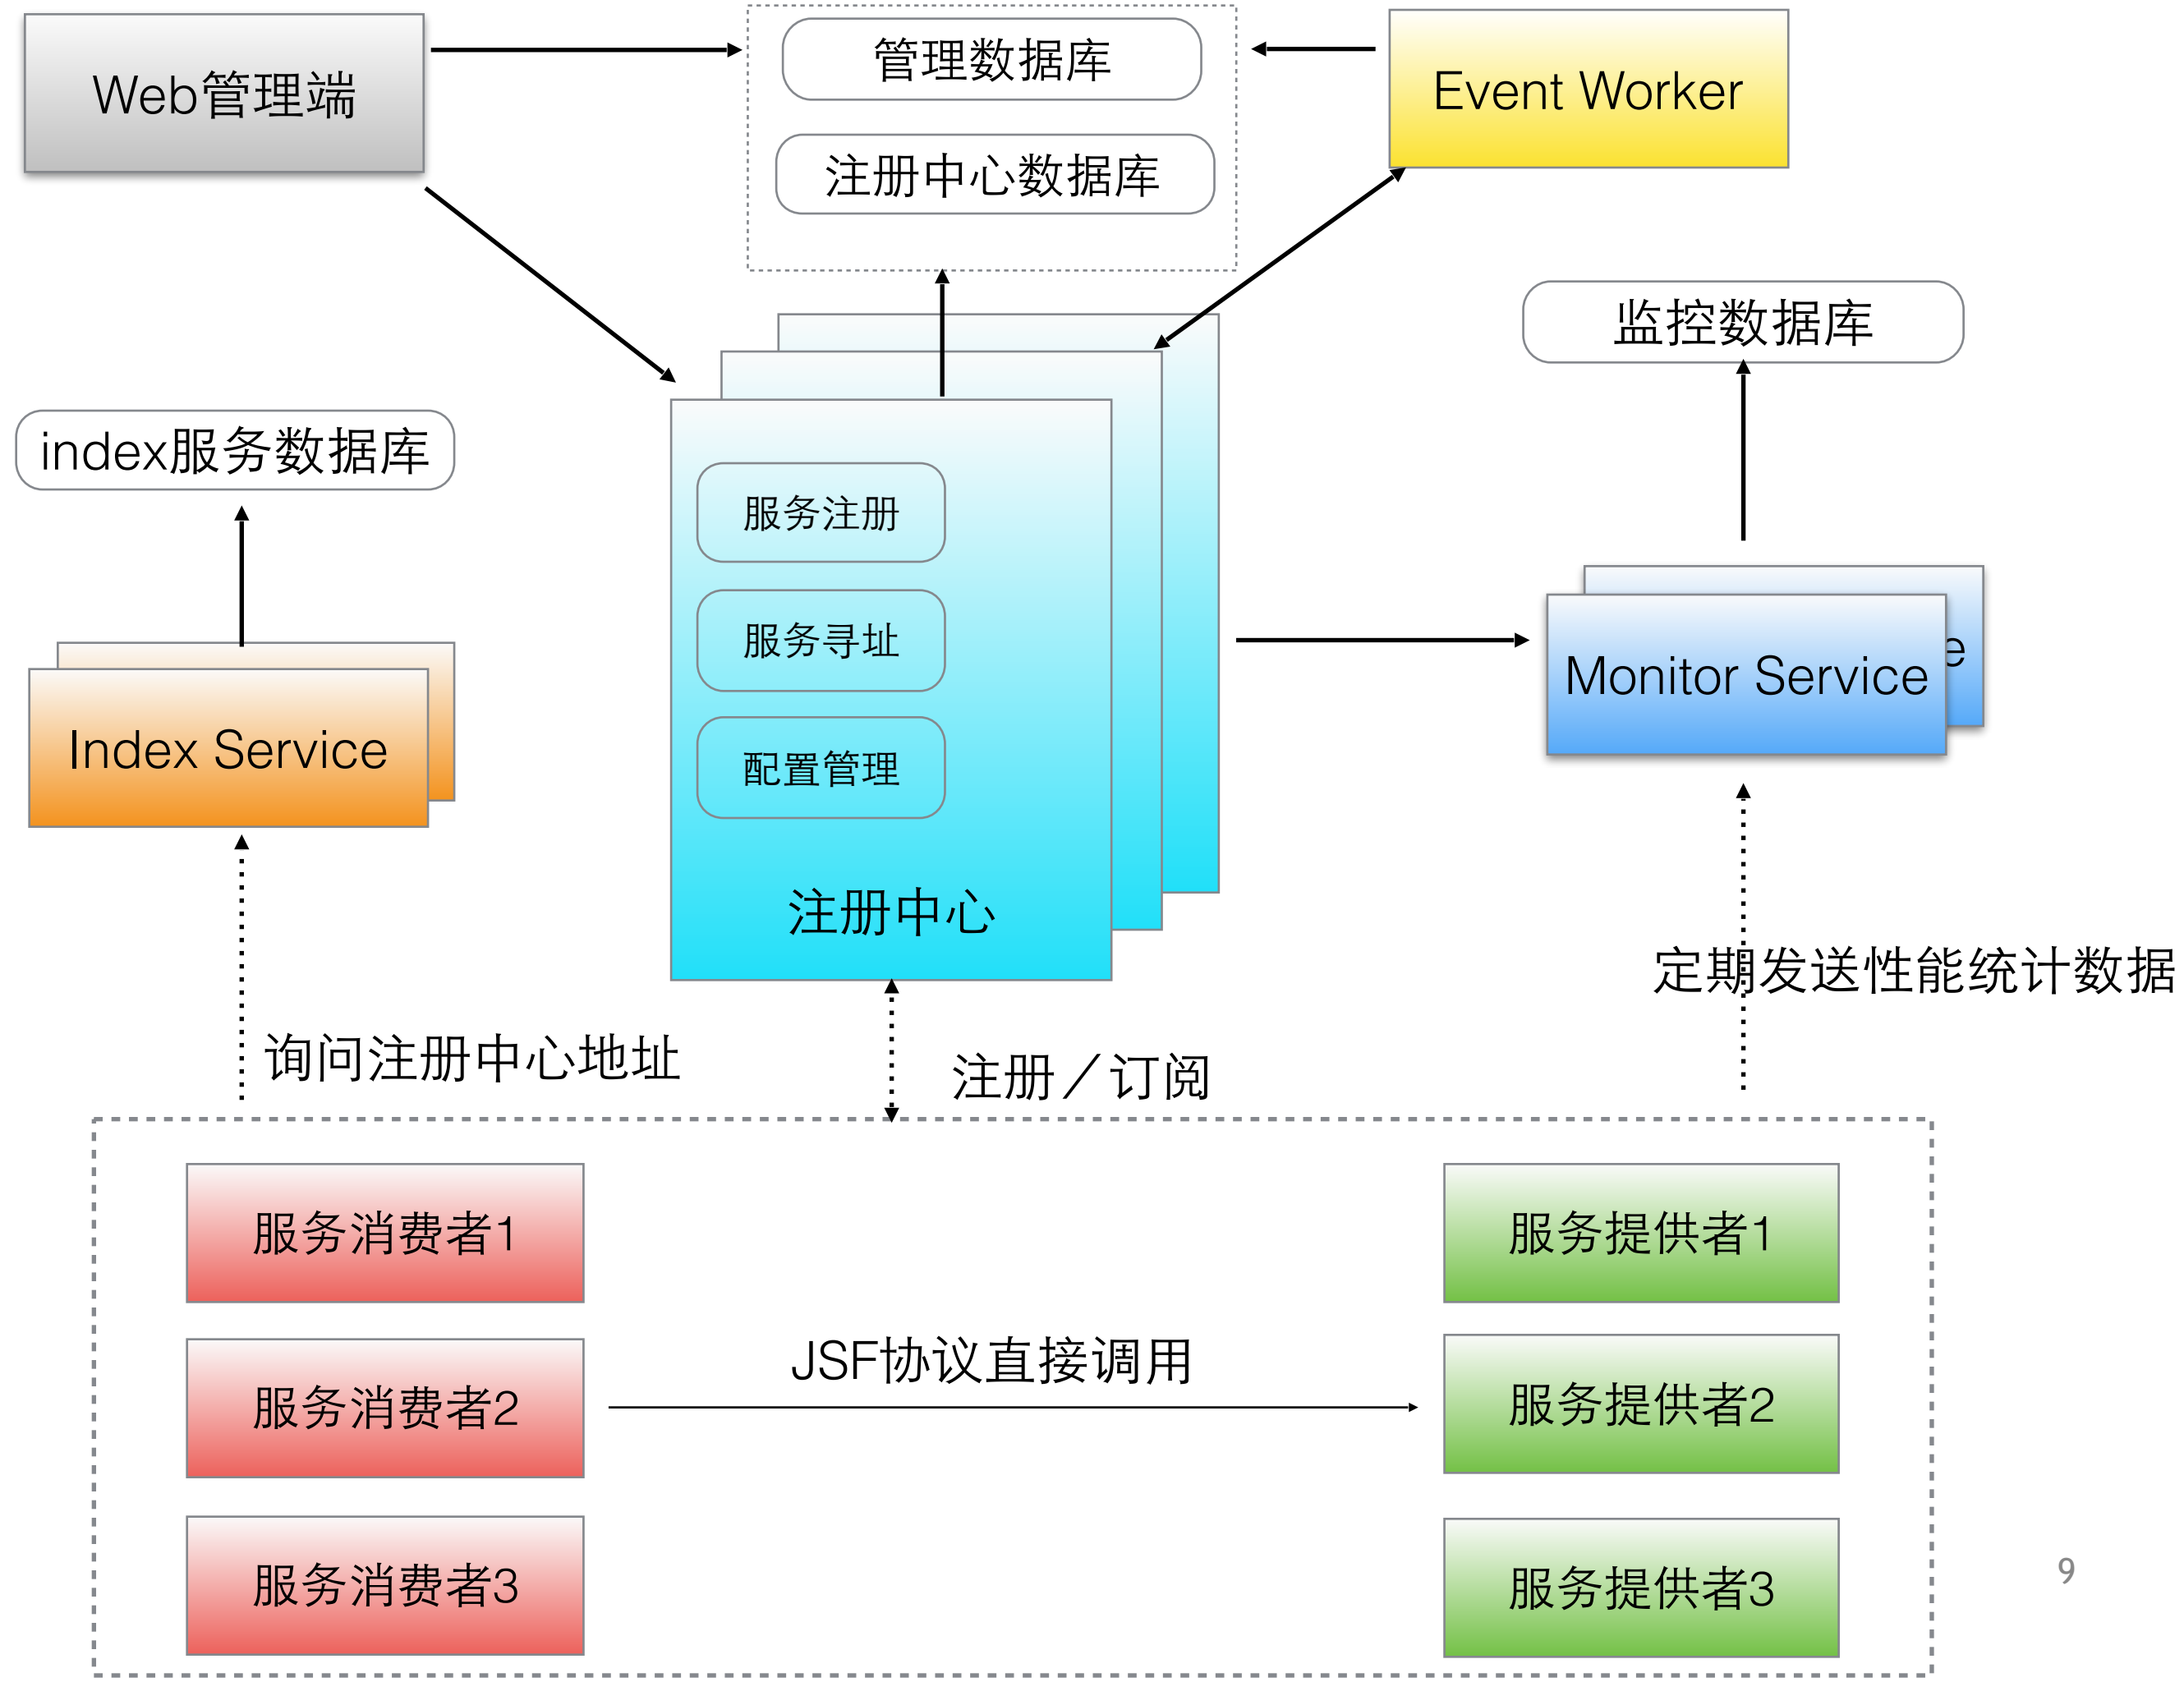 Web管理端
管理数据库
注册中心数据库
Event Worker
监控数据库
index服务数据库
服务注册
服务寻址
配置管理
注册中心
Index Service
Monitor Service
e
定期发送性能统计数据
询问注册中心地址
注册／订阅
服务消费者1
服务提供者1
JSF协议直接调用
服务消费者2
服务提供者2
服务消费者3
服务提供者3
9